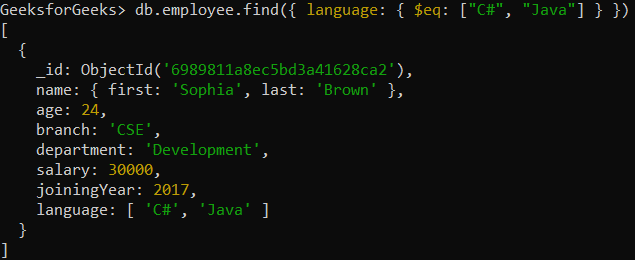 GeeksforGeeks> db.employee.find({ language: { $eq: ["C#", "Java"] } })
[
  {
    _id: ObjectId('6989811a8ec5bd3a41628ca2'),
    name: { first: 'Sophia', last: 'Brown' },
    age: 24,
    branch: 'CSE',
    department: 'Development',
    salary: 30000,
    joiningYear: 2017,
    language: [ 'C#', 'Java' ]
  }
]